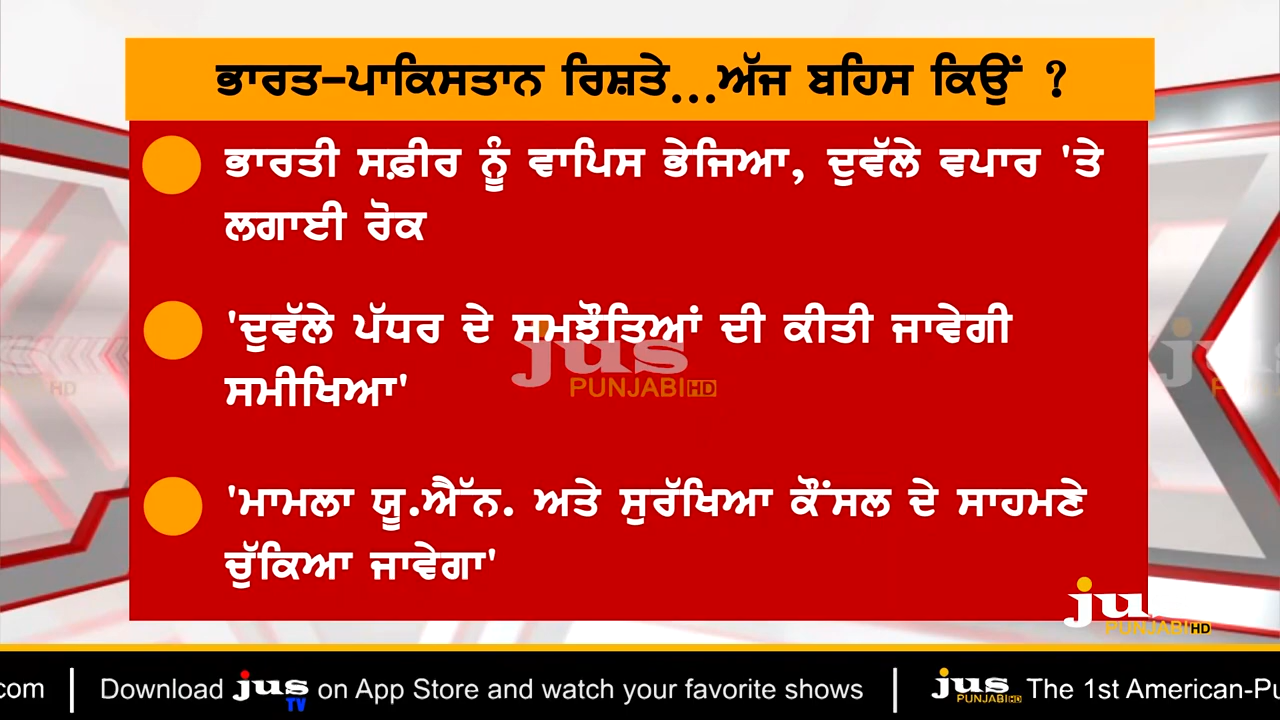 ਭਾਰਤ-ਪਾਕਿਸਤਾਨ ਰਿਸ਼ਤੇ...ਅੱਜ ਬਹਿਸ ਕਿਉਂ ?
ਭਾਰਤੀ ਸਫ਼ੀਰ ਨੂੰ ਵਾਪਿਸ ਭੇਜਿਆ, ਦੁਵੱਲੇ ਵਪਾਰ 'ਤੇ
ਲਗਾਈ ਰੋਕ
'ਦੁਵੱਲੇ ਪੱਧਰ ਦੇ ਸਮਝੌਤਿਆਂ ਦੀ ਕੀਤੀ ਜਾਵੇਗੀ
ਸਮੀਖਿਆ'
jus
PUNJABI HD
HD
'ਮਾਮਲਾ ਯੂ.ਐੱਨ. ਅਤੇ ਸੁਰੱਖਿਆ ਕੌਂਸਲ ਦੇ ਸਾਹਮਣੇ
ਚੁੱਕਿਆ ਜਾਵੇਗਾ'
jus
PUNJABI HD
.com | Download jus TV on App Store and watch your favorite shows | jus PUNJABI HD The 1st American-Pu